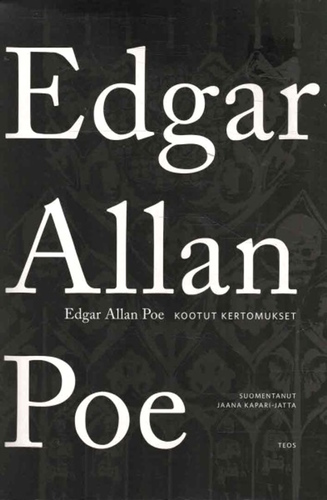 Edgar
Allan
Edgar Allan Poe KOOTUT KERTOMUKSET
Poe
SUOMENTANUT
JAANA KAPARI-JATTA
TEOS